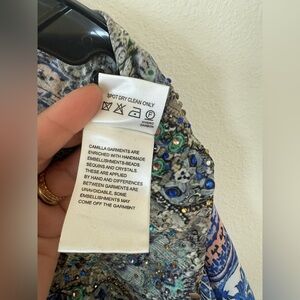 SPOT DRY CLEAN ONLY
CAMILLA GARMENTS ARE
ENRICHED WITH HANDMADE
EMBELLISHMENTS-BEADS
SEQUINS AND CRYSTALS
THESE ARE APPLIED
BY HAND AND DIFFERENCES
BETWEEN GARMENTS ARE
UNAVOIDABLE, SOME
EMBELLISHMENTS MAY
COME OFF THE GARMENT